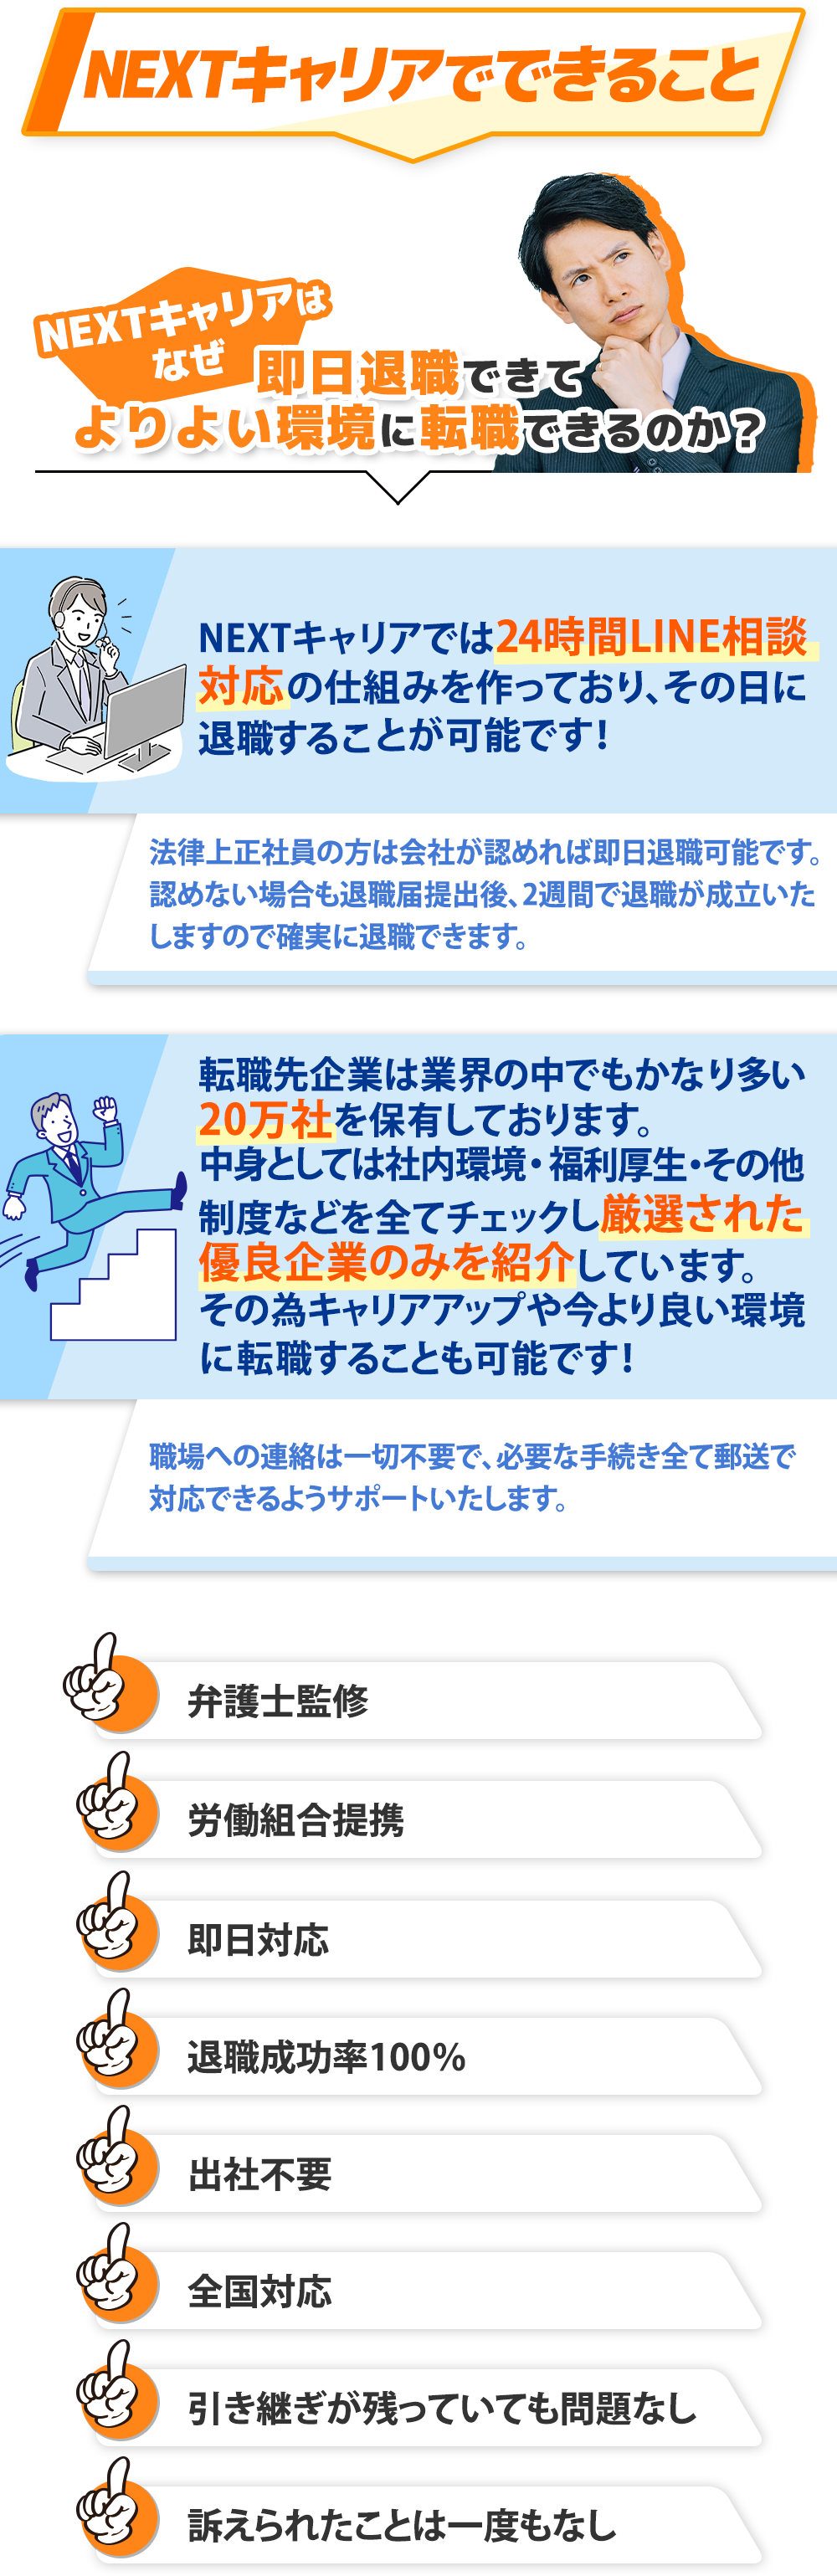 NEXTキャリアでできること
NEXTキャリアは
なぜ
即日退職できて
よりよい環境に転職できるのか？
NEXTキャリアでは24時間LINE相談
対応の仕組みを作っており、その日に
退職することが可能です！
法律上正社員の方は会社が認めれば即日退職可能です。
認めない場合も退職届提出後、2週間で退職が成立いた
しますので確実に退職できます。
転職先企業は業界の中でもかなり多い
20万社を保有しております。
中身としては社内環境・福利厚生・その他
制度などを全てチェックし厳選された
優良企業のみを紹介しています。
その為キャリアアップや今より良い環境
に転職することも可能です！
職場への連絡は一切不要で、必要な手続き全て郵送で
対応できるようサポートいたします。
弁護士監修
労働組合提携
即日対応
退職成功率100%
出社不要
全国対応
引き継ぎが残っていても問題なし
訴えられたことは一度もなし